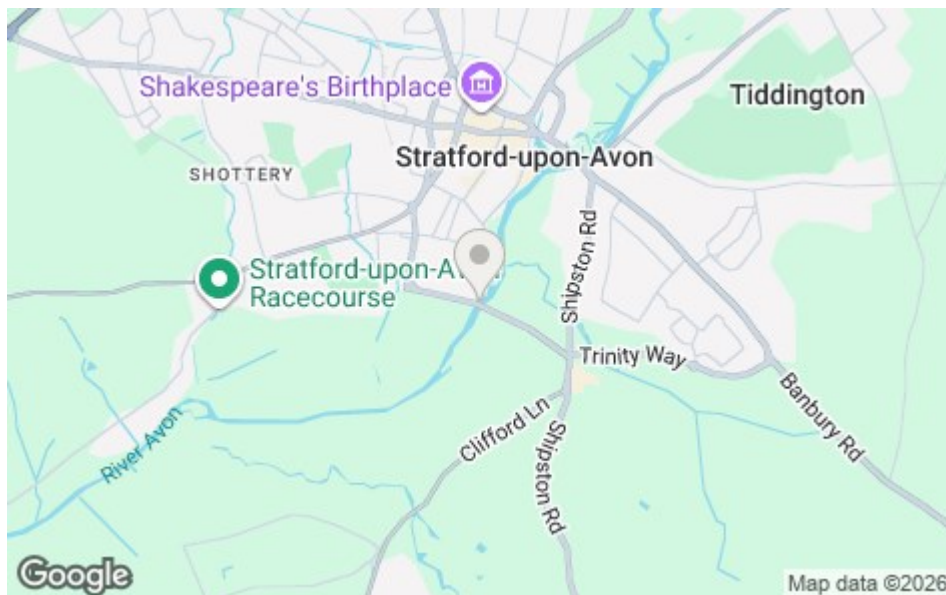 Shakespeare's Birthplace
Tiddington
Stratford-upon-Avon
SHOTTERY
Stratford-upon-Avon
Racecourse
Shipston Rd
Trinity Way
Banbury Rd
Clifford Ln
Shipston Rd
River Avon
Google
Map data ©2026